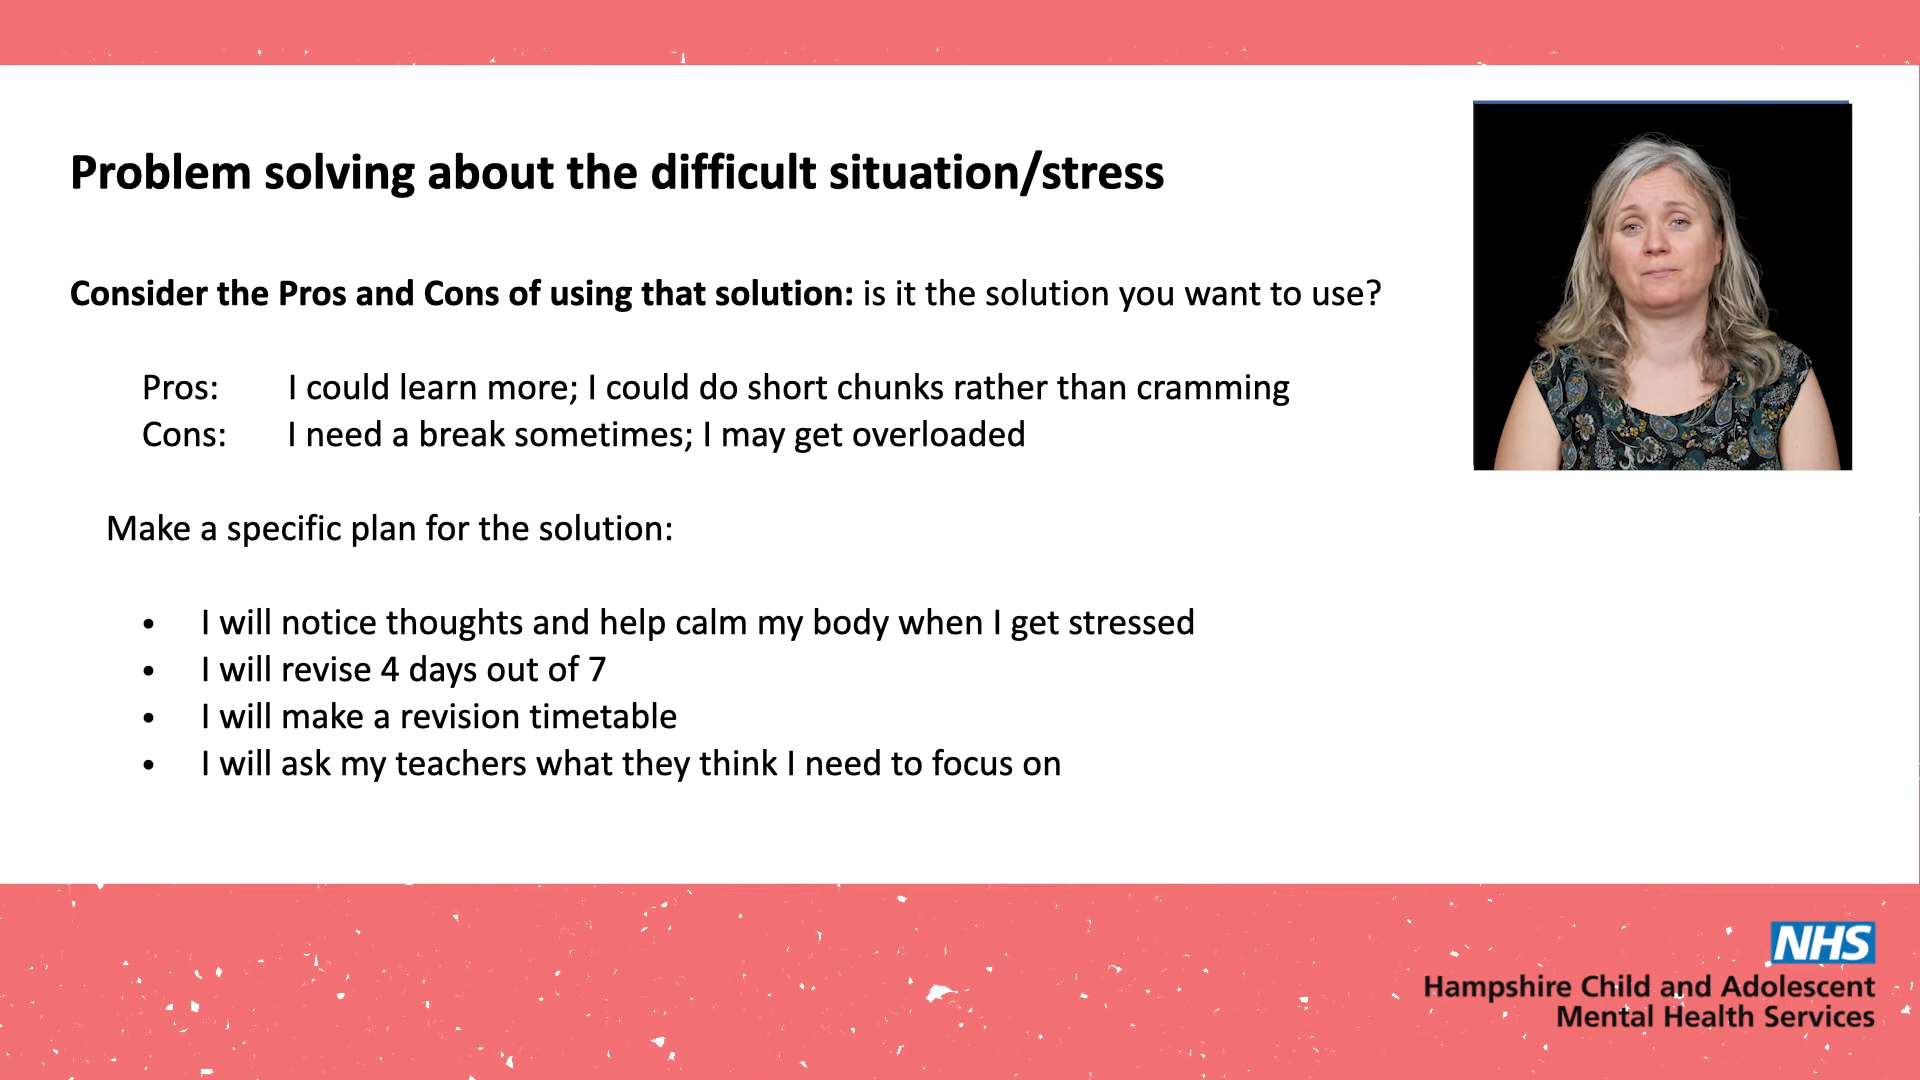 Problem solving about the difficult situation/stress
Consider the Pros and Cons of using that solution: is it the solution you want to use?
Pros: I could learn more; I could do short chunks rather than cramming
Cons: I need a break sometimes; I may get overloaded
Make a specific plan for the solution:
• I will notice thoughts and help calm my body when I get stressed
• I will revise 4 days out of 7
• I will make a revision timetable
• I will ask my teachers what they think I need to focus on
NHS
Hampshire Child and Adolescent
Mental Health Services